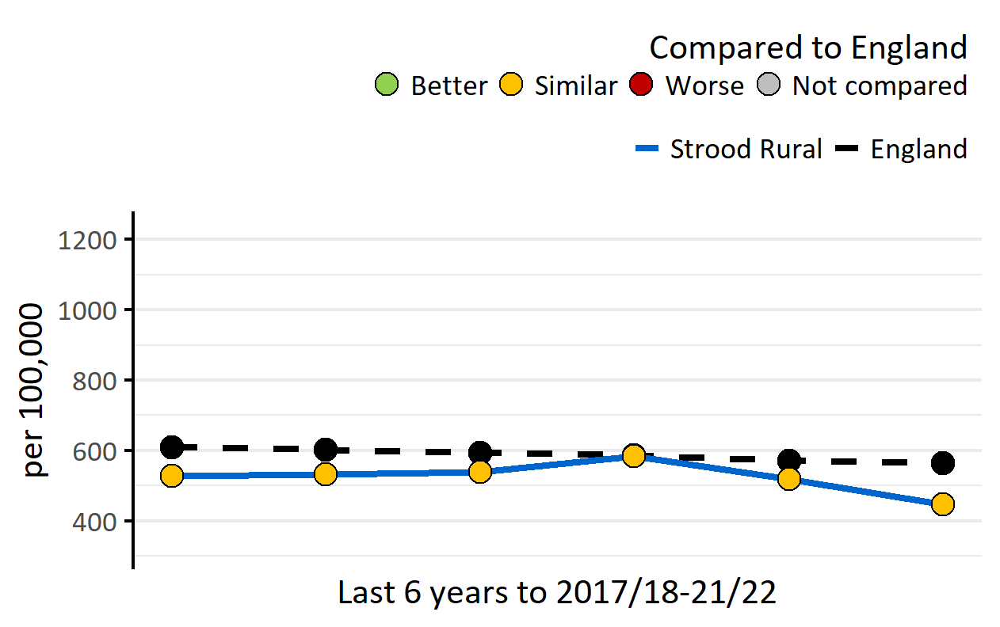 Compared to England
Better Similar Worse Not compared
Strood Rural England
1200
1000
800
600
400
per 100,000
Last 6 years to 2017/18-21/22